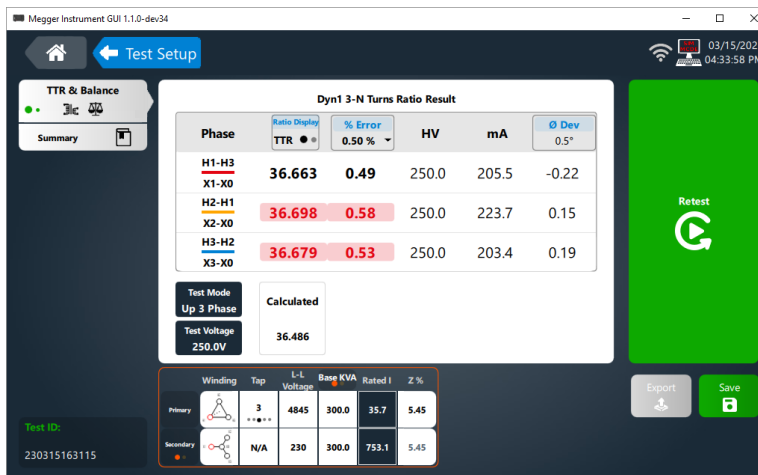 Megger Instrument GUI 1.1.0-dev34
Test Setup
03/15/202
04:33:58 PM
TTR & Balance
Summary
Dyn1 3-N Turns Ratio Result
Phase
Ratio Display
TTR
% Error
0.50 %
HV
mA
Ø Dev
0.5°
H1-H3
X1-X0
36.663 0.49 250.0 205.5 -0.22
H2-H1
X2-X0
36.698 0.58 250.0 223.7 0.15
H3-H2
X3-X0
36.679 0.53 250.0 203.4 0.19
Retest
Test Mode
Up 3 Phase
Test Voltage
250.0V
Calculated
36.486
Winding Tap L-L Voltage Base KVA Rated I Z %
Primary 3 4845 300.0 35.7 5.45
Secondary N/A 230 300.0 753.1 5.45
Export
Save
Test ID:
230315163115